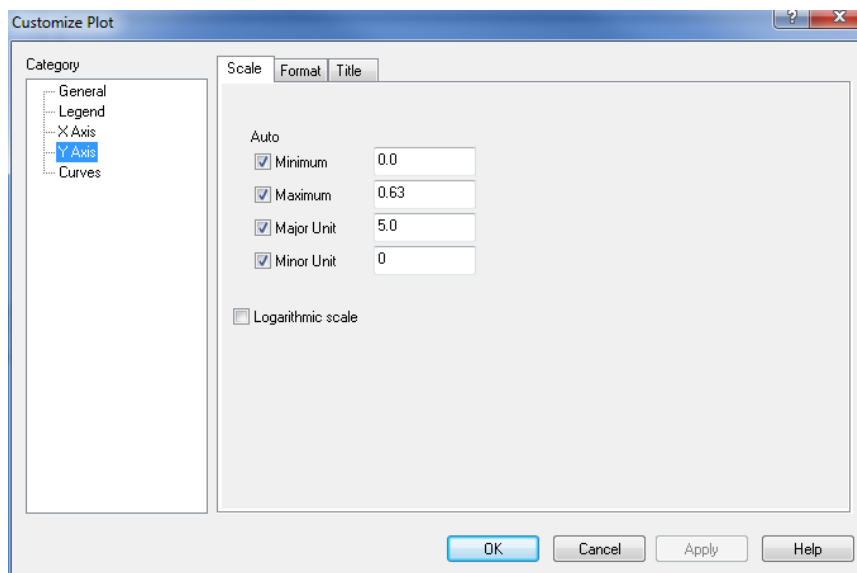 Customize Plot
?
X
Category
General
Legend
X Axis
Y Axis
Curves
Scale Format Title
Auto
Minimum 0.0
Maximum 0.63
Major Unit 5.0
Minor Unit 0
Logarithmic scale
OK Cancel Apply Help